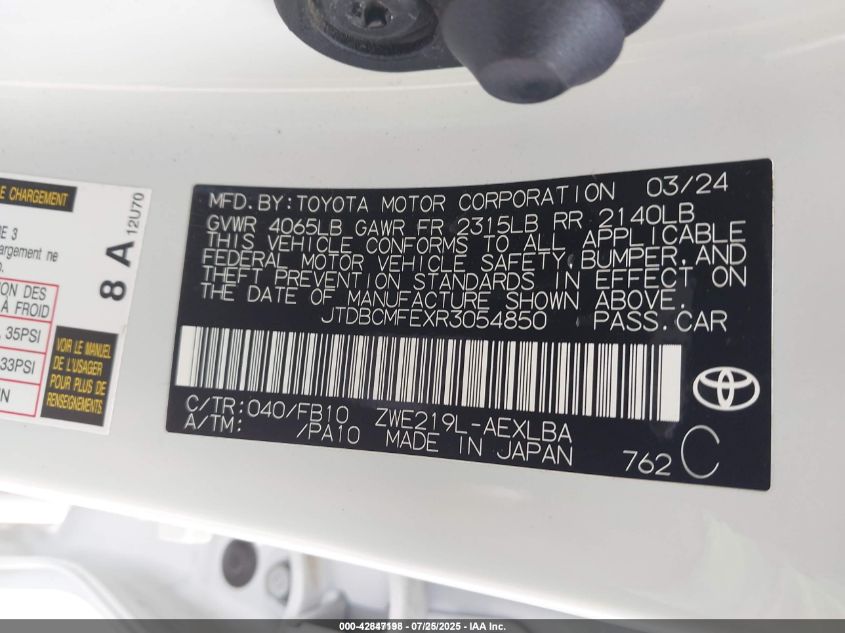 E CHARGEMENT
E 3
argement ne
8 A
12U70
ION DES
À FROID
35PSI
33PSI
IN
VOIR LE MANUEL
DE L'USAGER
POUR PLUS DE
RENSEIGNEMENTS
MFD. BY: TOYOTA MOTOR CORPORATION 03/24
GVWR 4065LB GAWR FR 2315LB RR 2140LB
THIS VEHICLE CONFORMS TO ALL APPLICABLE
FEDERAL MOTOR VEHICLE SAFETY, BUMPER, AND
THEFT PREVENTION STANDARDS IN EFFECT ON
THE DATE OF MANUFACTURE SHOWN ABOVE.
JTDBCMFEXR3054850 PASS.CAR
C/TR: 040/FB10 ZWE219L-AEXLBA
A/TM: /PA10 MADE IN JAPAN
762 C
000-42847198 - 07/25/2025 - IAA Inc.